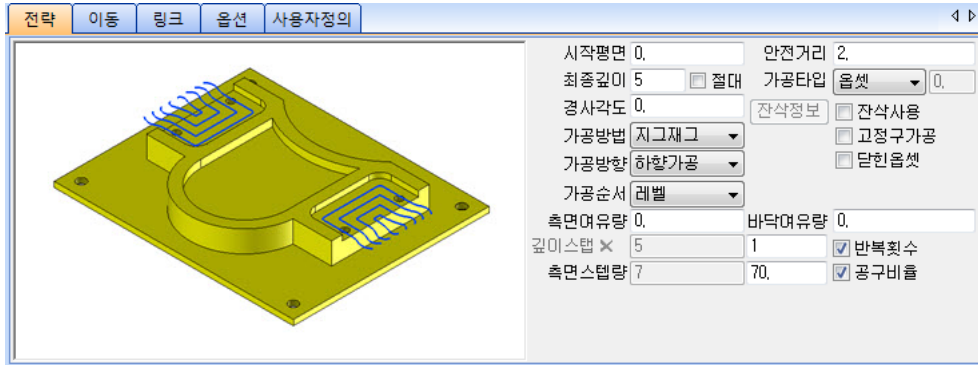 전략 이동 링크 옵션 사용자정의
시작평면 0, 안전거리 2,
최종깊이 5 절대 가공타입 옵셋 0,
경사각도 0, 잔삭정보 잔삭사용
가공방법 지그재그 고정구가공
가공방향 하향가공 닫힌옵셋
가공순서 레벨
측면여유량 0, 바닥여유량 0,
깊이스탭 5 1 반복횟수
측면스텝량 7 70, 공구비율